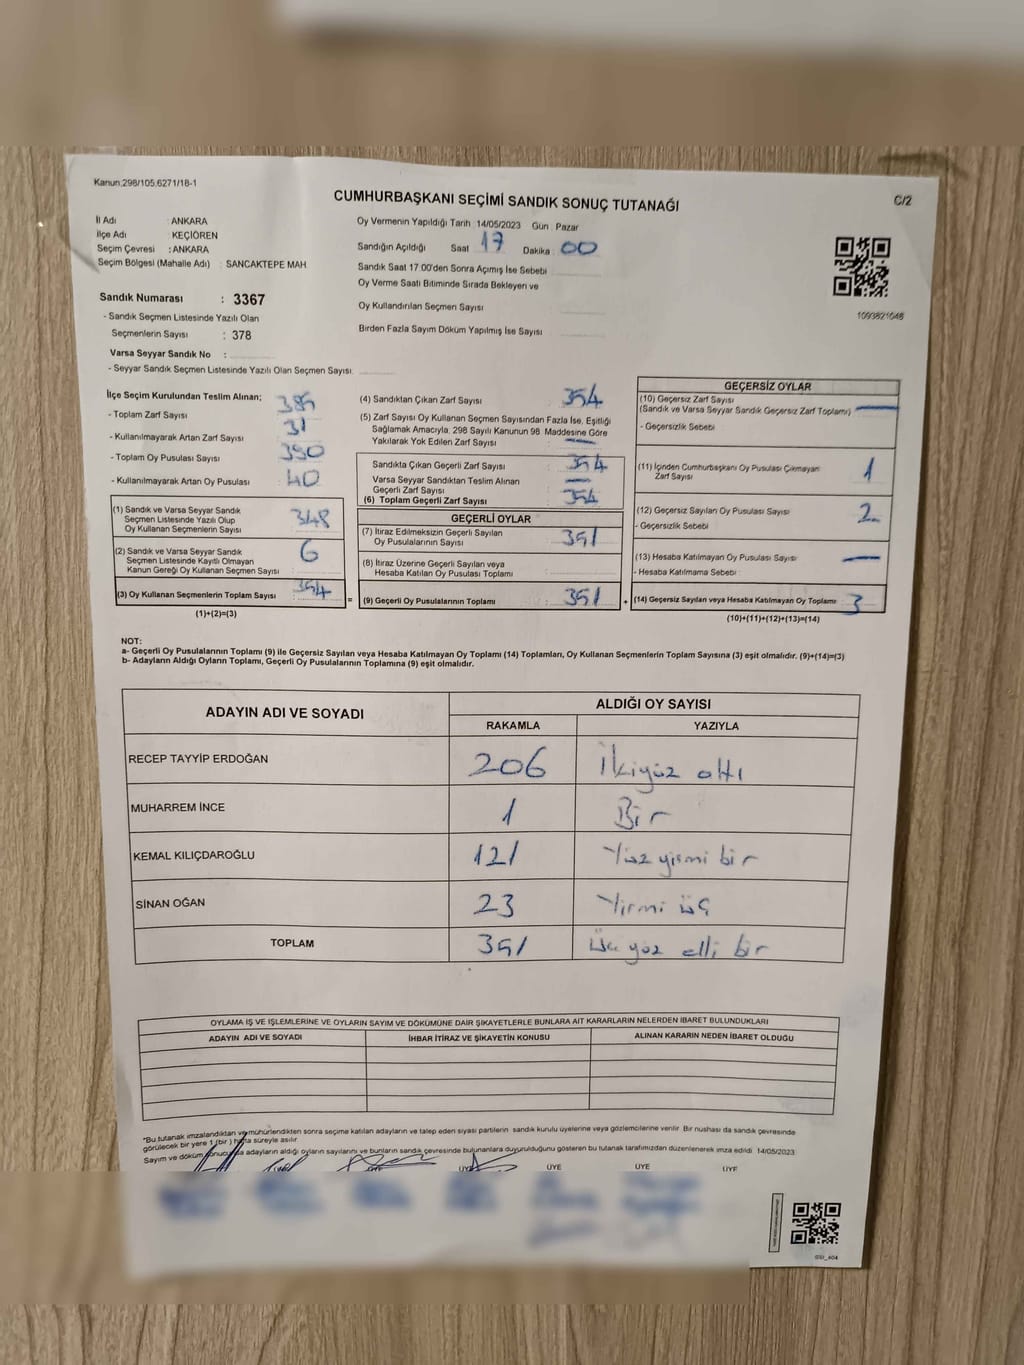 Kanun.298/105,6271/18-1
CUMHURBAŞKANI SEÇİMİ SANDIK SONUÇ TUTANAĞI
C/2
İl Adı : ANKARA
İlçe Adı : KEÇİÖREN
Seçim Çevresi : ANKARA
Seçim Bölgesi (Mahalle Adı) : SANCAKTEPE MAH
Sandık Numarası : 3367
- Sandık Seçmen Listesinde Yazılı Olan
Seçmenlerin Sayısı : 378
Varsa Seyyar Sandık No :
- Seyyar Sandık Seçmen Listesinde Yazılı Olan Seçmen Sayısı:
Oy Vermenin Yapıldığı Tarih 14/05/2023 Gün : Pazar
Sandığın Açıldığı Saat 17 Dakika : 00
Sandık Saat 17 00'den Sonra Açımış İse Sebebi
Oy Verme Saati Bitiminde Sırada Bekleyen ve
Oy Kullandırılan Seçmen Sayısı
Birden Fazla Sayım Döküm Yapılmış İse Sayısı
1093821048
İlçe Seçim Kurulundan Teslim Alınan;
- Toplam Zarf Sayısı 385
- Kullanılmayarak Artan Zarf Sayısı 31
- Toplam Oy Pusulası Sayısı 390
- Kullanılmayarak Artan Oy Pusulası 40
(1) Sandık ve Varsa Seyyar Sandık
Seçmen Listesinde Yazılı Olup
Oy Kullanan Seçmenlerin Sayısı 348
(2) Sandık ve Varsa Seyyar Sandık
Seçmen Listesinde Kayıtlı Olmayan
Kanun Gereği Oy Kullanan Seçmen Sayısı 6
(3) Oy Kullanan Seçmenlerin Toplam Sayısı 354 =
(1)+(2)=(3)
(4) Sandıktan Çıkan Zarf Sayısı : 354
(5) Zarf Sayısı Oy Kullanan Seçmen Sayısından Fazla İse, Eşitliği
Sağlamak Amacıyla, 298 Sayılı Kanunun 98. Maddesine Göre
Yakılarak Yok Edilen Zarf Sayısı : —
Sandıkta Çıkan Geçerli Zarf Sayısı : 354
Varsa Seyyar Sandıktan Teslim Alınan
Geçerli Zarf Sayısı : —
(6) Toplam Geçerli Zarf Sayısı : 354
GEÇERLİ OYLAR
(7) İtiraz Edilmeksizin Geçerli Sayılan
Oy Pusulalarının Sayısı : 351
(8) İtiraz Üzerine Geçerli Sayılan veya
Hesaba Katılan Oy Pusulası Toplamı :
(9) Geçerli Oy Pusulalarının Toplamı : 351 +
GEÇERSİZ OYLAR
(10) Geçersiz Zarf Sayısı
(Sandık ve Varsa Seyyar Sandık Geçersiz Zarf Toplamı) —
- Geçersizlik Sebebi
(11) İçinden Cumhurbaşkanı Oy Pusulası Çıkmayan
Zarf Sayısı : 1
(12) Geçersiz Sayılan Oy Pusulası Sayısı : 2
- Geçersizlik Sebebi
(13) Hesaba Katılmayan Oy Pusulası Sayısı : —
- Hesaba Katılmama Sebebi :
(14) Geçersiz Sayılan veya Hesaba Katılmayan Oy Toplamı : 3
(10)+(11)+(12)+(13)=(14)
NOT:
a- Geçerli Oy Pusulalarının Toplamı (9) ile Geçersiz Sayılan veya Hesaba Katılmayan Oy Toplamı (14) Toplamları, Oy Kullanan Seçmenlerin Toplam Sayısına (3) eşit olmalıdır. (9)+(14)=(3)
b- Adayların Aldığı Oyların Toplamı, Geçerli Oy Pusulalarının Toplamına (9) eşit olmalıdır.
ADAYIN ADI VE SOYADI
ALDIĞI OY SAYISI
RAKAMLA YAZIYLA
RECEP TAYYİP ERDOĞAN 206 İkiyüz altı
MUHARREM İNCE 1 Bir
KEMAL KILIÇDAROĞLU 121 Yüz yirmi bir
SİNAN OĞAN 23 Yirmi üç
TOPLAM 351 Üç yüz elli bir
OYLAMA İŞ VE İŞLEMLERİNE VE OYLARIN SAYIM VE DÖKÜMÜNE DAİR ŞİKAYETLERLE BUNLARA AİT KARARLARIN NELERDEN İBARET BULUNDUKLARI
ADAYIN ADI VE SOYADI İHBAR İTİRAZ VE ŞİKAYETİN KONUSU ALINAN KARARIN NEDEN İBARET OLDUĞU
*Bu tutanak imzalandıktan ve mühürlendikten sonra seçime katılan adayların ve talep eden siyasi partilerin sandık kurulu üyelerine veya gözlemcilerine verilir. Bir nushası da sandık çevresinde
görülecek bir yere 1 (bir) hafta süreyle asılır.
Sayım ve döküm sonucunda adayların aldığı oyların sayılarını ve bunların sandık çevresinde bulunanlara duyurulduğunu gösteren bu tutanak tarafımızdan düzenlenerek imza edildi 14/05/2023
ÜYE ÜYE ÜYE ÜYE